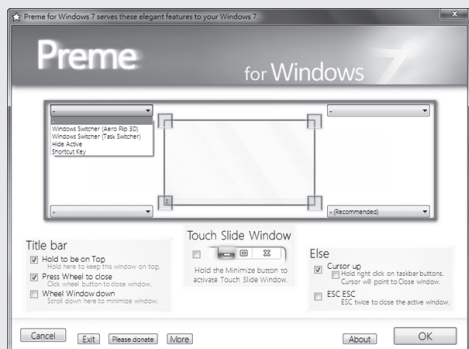 Preme for Windows 7 serves these elegant features to your Windows 7.
Preme
for Windows 7
-
-
Windows Switcher (Aero Flip 3D)
Windows Switcher (Task Switcher)
Hide Active
Shortcut Key
-
- (Recommended)
Title bar
Hold to be on Top
Hold here to keep this window on top.
Press Wheel to close
Click wheel button to close window.
Wheel Window down
Scroll down here to minimize window.
Touch Slide Window
Hold the Minimize button to
activate Touch Slide Window.
Else
Cursor up
Hold right click on taskbar buttons.
Cursor will ppint to Close window.
ESC ESC
ESC twice to close the active window.
Cancel
Exit
Please donate
More
About
OK